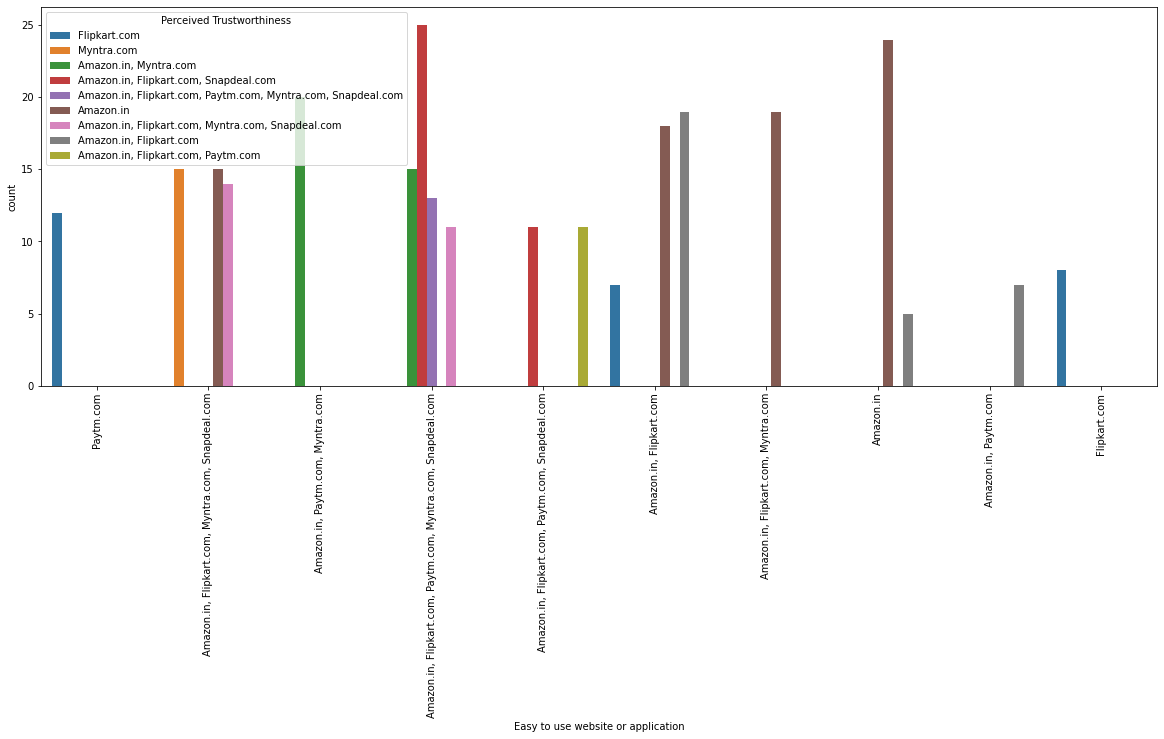 Perceived Trustworthiness
Flipkart.com
Myntra.com
Amazon.in, Myntra.com
Amazon.in, Flipkart.com, Snapdeal.com
Amazon.in, Flipkart.com, Paytm.com, Myntra.com, Snapdeal.com
Amazon.in
Amazon.in, Flipkart.com, Myntra.com, Snapdeal.com
Amazon.in, Flipkart.com
Amazon.in, Flipkart.com, Paytm.com
25
20
15
10
5
0
count
Paytm.com
Amazon.in, Flipkart.com, Myntra.com, Snapdeal.com
Amazon.in, Paytm.com, Myntra.com
Amazon.in, Flipkart.com, Paytm.com, Myntra.com, Snapdeal.com
Amazon.in, Flipkart.com, Paytm.com, Snapdeal.com
Amazon.in, Flipkart.com
Amazon.in, Flipkart.com, Myntra.com
Amazon.in
Amazon.in, Paytm.com
Flipkart.com
Easy to use website or application